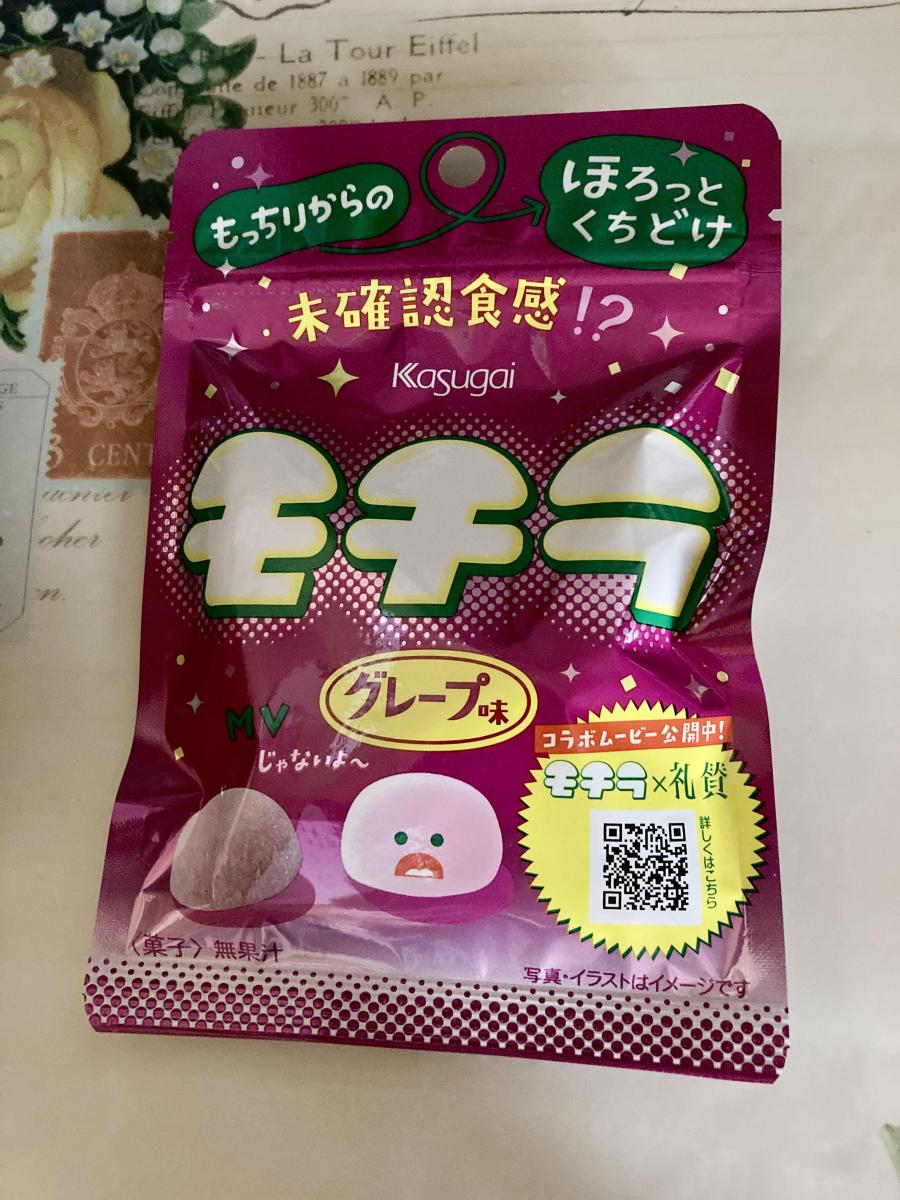 - La Tour Eiffel
de 1887 à 1889 par
300 A. P.
もっちりからの
ほろっと
くちどけ
未確認食感!?
Kasugai
モチラ
グレープ味
MV
じゃないよ〜
コラボムービー公開中!
モチラ×礼賛
詳しくはこちら
〈菓子〉無果汁
写真・イラストはイメージです
CENT